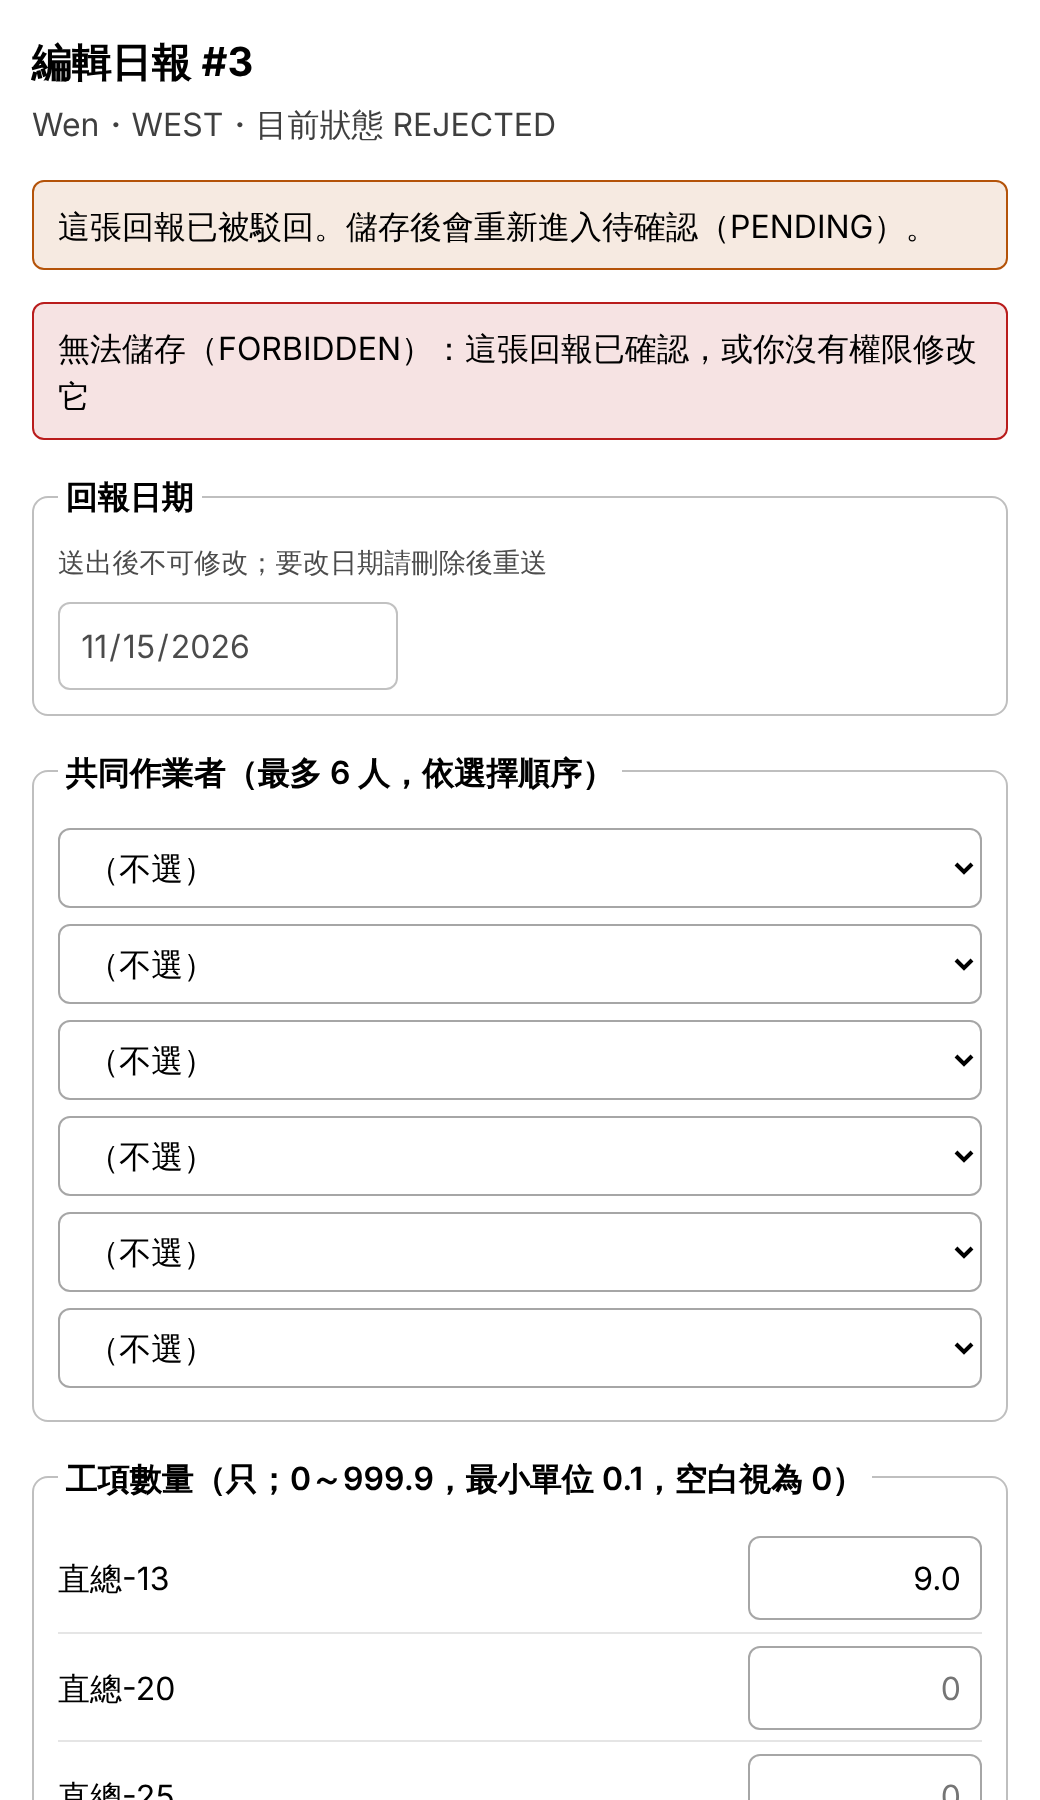 編輯日報 #3
Wen・WEST・目前狀態 REJECTED
這張回報已被駁回。儲存後會重新進入待確認（PENDING）。
無法儲存（FORBIDDEN）：這張回報已確認，或你沒有權限修改
它
回報日期
送出後不可修改；要改日期請刪除後重送
11/15/2026
共同作業者（最多 6 人，依選擇順序）
（不選）
（不選）
（不選）
（不選）
（不選）
（不選）
工項數量（只；0～999.9，最小單位 0.1，空白視為 0）
直總-13
9.0
直總-20
0
直總-25
0